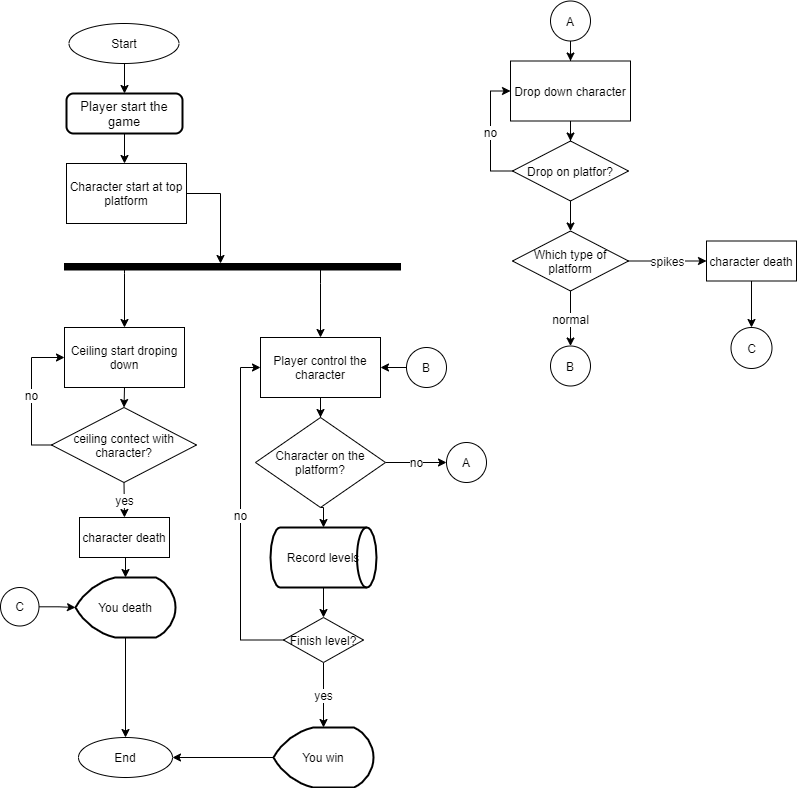 Start
Player start the
game
Character start at top
platform
Ceiling start droping
down
no
ceiling contect with
character?
yes
character death
C
You death
End
Player control the
character
B
Character on the
platform?
no
A
Record levels
no
Finish level?
yes
You win
A
Drop down character
no
Drop on platfor?
Which type of
platform
spikes
character death
C
normal
B